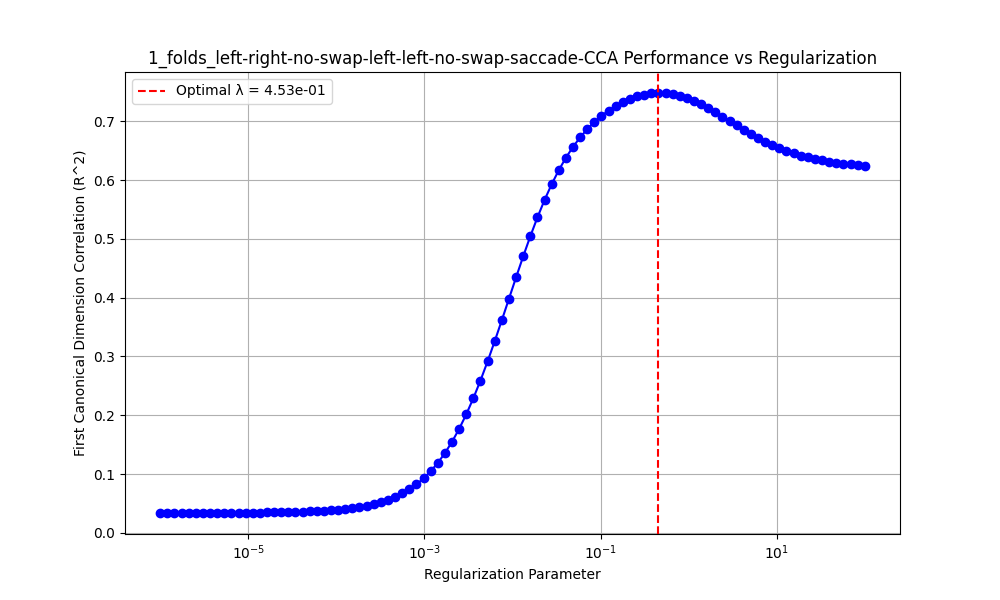 1_folds_left-right-no-swap-left-left-no-swap-saccade-CCA Performance vs Regularization
Optimal λ = 4.53e-01
First Canonical Dimension Correlation (R^2)
0.7
0.6
0.5
0.4
0.3
0.2
0.1
0.0
10⁻⁵ 10⁻³ 10⁻¹ 10¹
Regularization Parameter